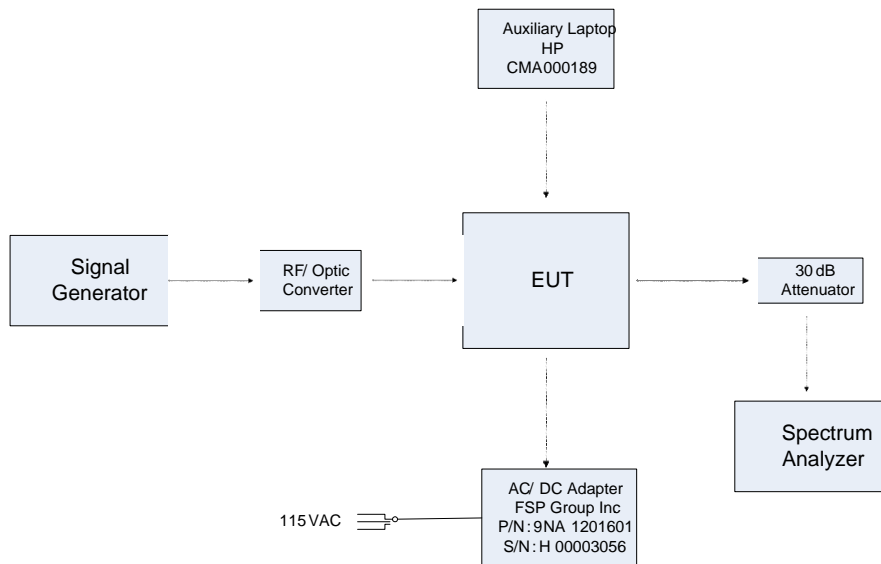 Auxiliary Laptop
HP
CMA000189
Signal
Generator
RF/ Optic
Converter
EUT
30 dB
Attenuator
Spectrum
Analyzer
115 VAC
AC/ DC Adapter
FSP Group Inc
P/N: 9NA 1201601
S/N: H 00003056